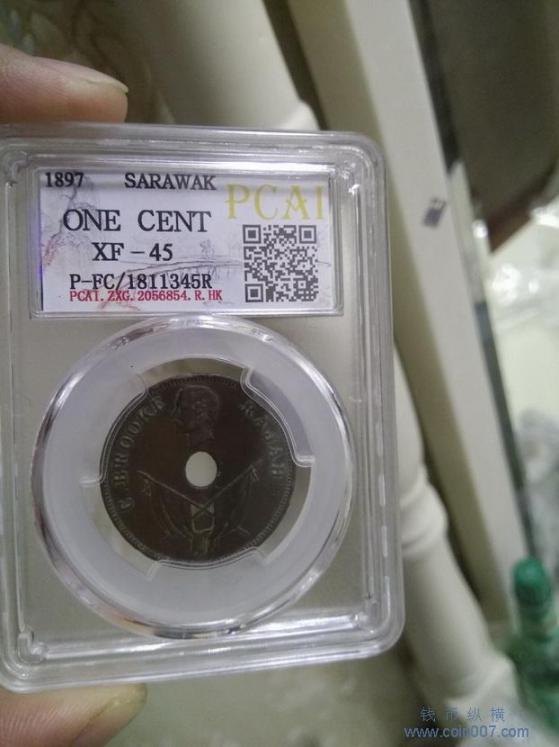 1897 SARAWAK
PCAI
ONE CENT
XF-45
P-FC/1811345R
PCAI.ZXG.2056854.R.HK
C. BROOKE RAJAH
钱币纵横
www.coin007.com